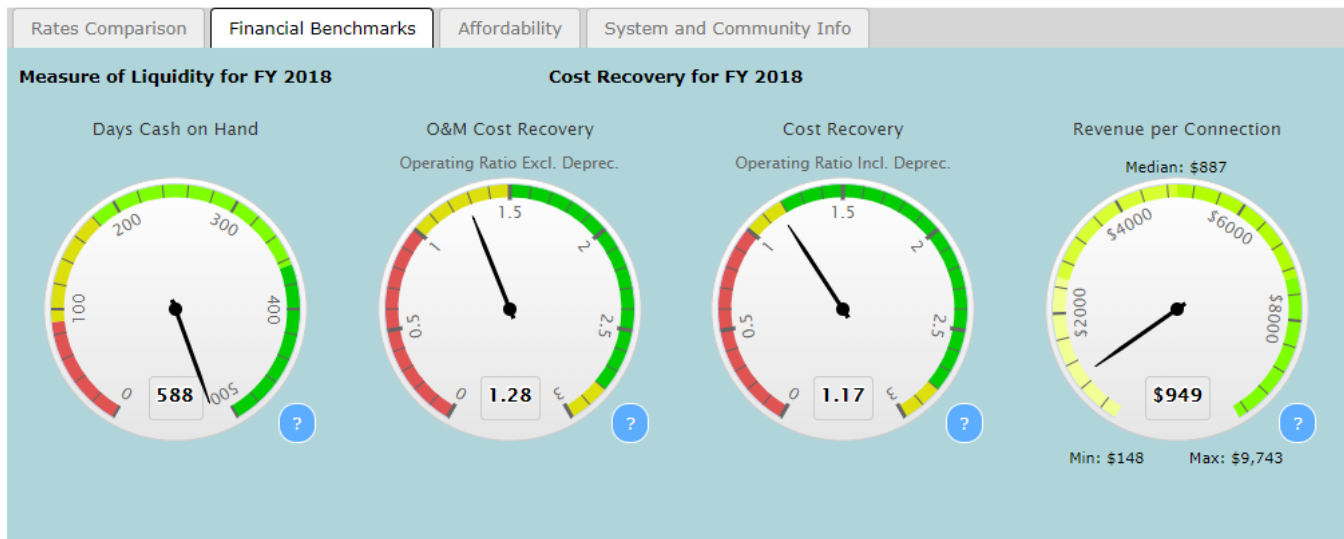 Rates Comparison
Financial Benchmarks
Affordability
System and Community Info
Measure of Liquidity for FY 2018
Cost Recovery for FY 2018
Days Cash on Hand
0
100
200
300
400
500
588
?
O&M Cost Recovery
Operating Ratio Excl. Deprec.
0
0.5
1
1.5
2
2.5
3
1.28
?
Cost Recovery
Operating Ratio Incl. Deprec.
0
0.5
1
1.5
2
2.5
3
1.17
?
Revenue per Connection
Median: $887
$2000
$4000
$6000
$8000
$949
?
Min: $148
Max: $9,743